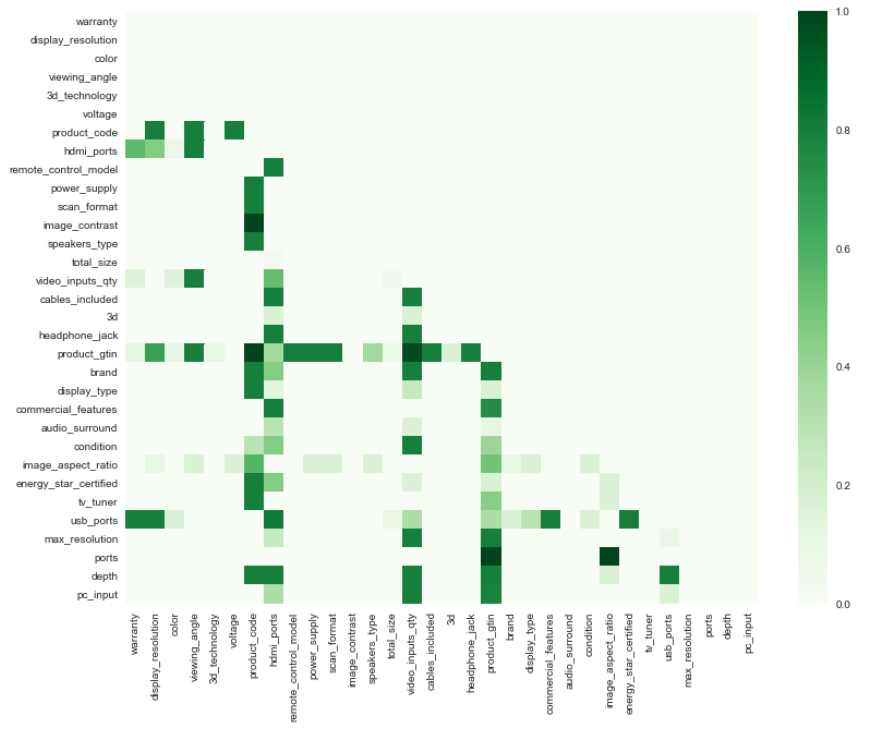 warranty
display_resolution
color
viewing_angle
3d_technology
voltage
product_code
hdmi_ports
remote_control_model
power_supply
scan_format
image_contrast
speakers_type
total_size
video_inputs_qty
cables_included
3d
headphone_jack
product_gtin
brand
display_type
commercial_features
audio_surround
condition
image_aspect_ratio
energy_star_certified
tv_tuner
usb_ports
max_resolution
ports
depth
pc_input
warranty
display_resolution
color
viewing_angle
3d_technology
voltage
product_code
hdmi_ports
remote_control_model
power_supply
scan_format
image_contrast
speakers_type
total_size
video_inputs_qty
cables_included
3d
headphone_jack
product_gtin
brand
display_type
commercial_features
audio_surround
condition
image_aspect_ratio
energy_star_certified
tv_tuner
usb_ports
max_resolution
ports
depth
pc_input
1.0
0.8
0.6
0.4
0.2
0.0